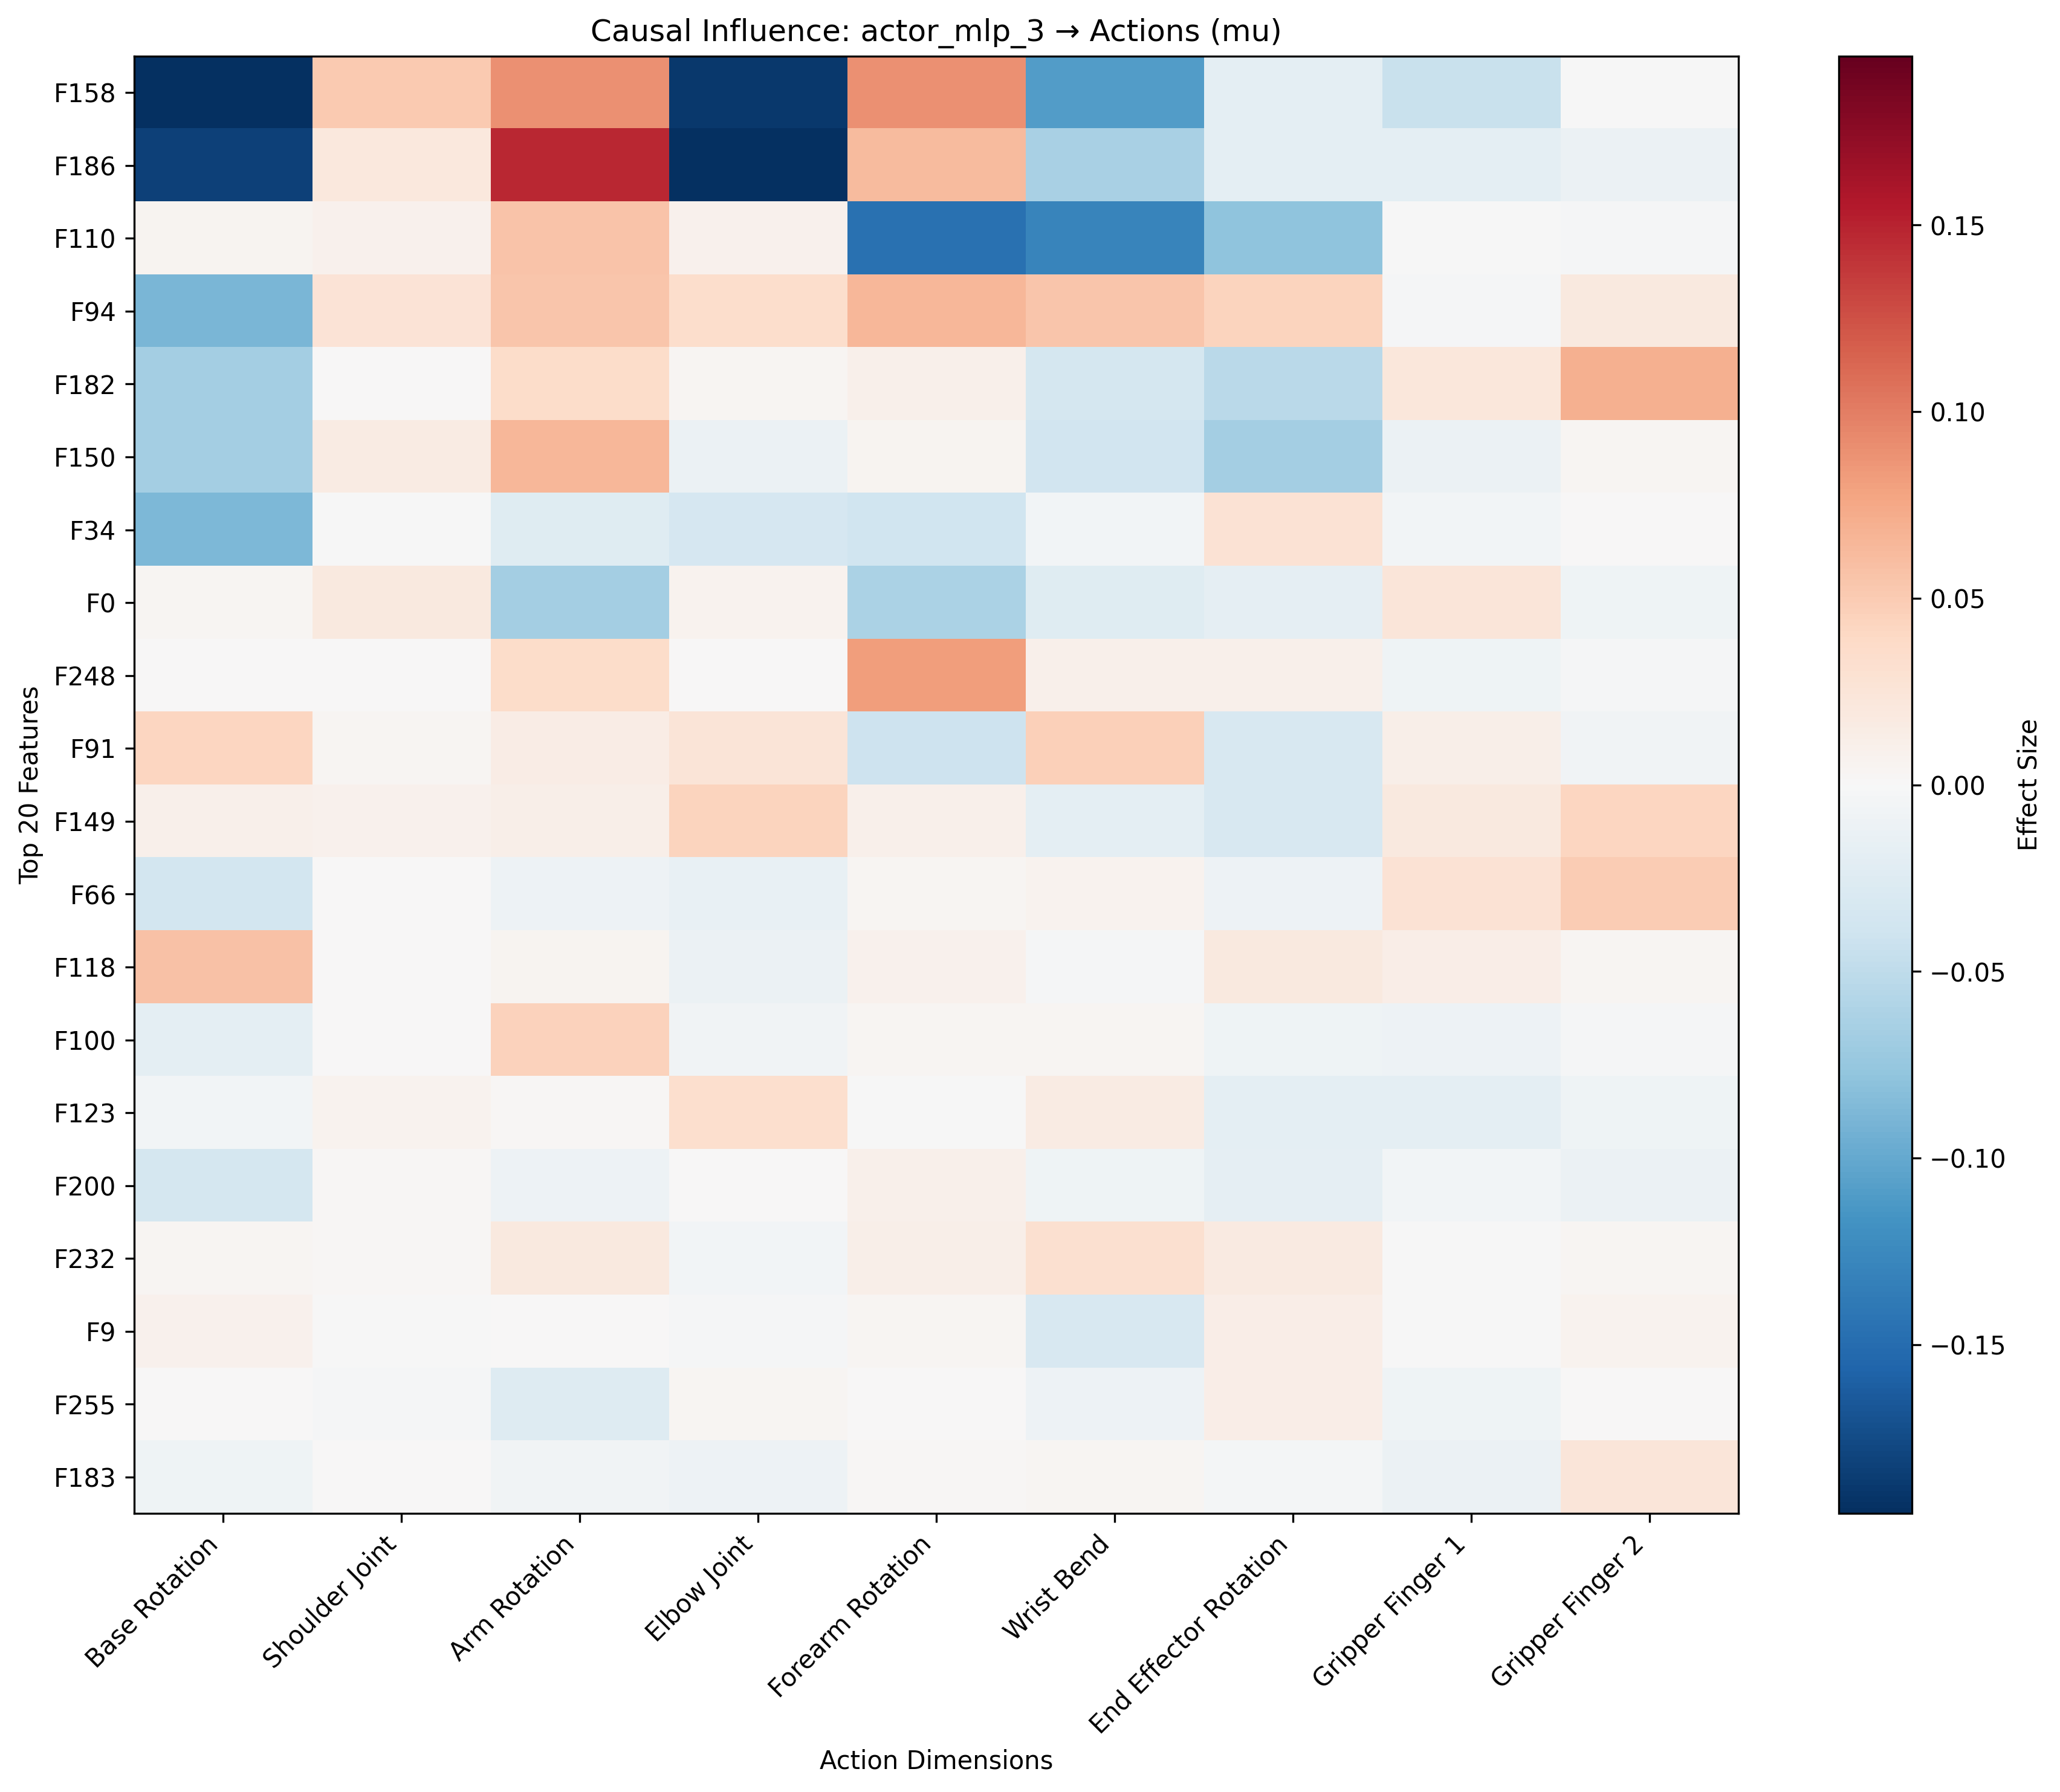 Causal Influence: actor_mlp_3 → Actions (mu)
Top 20 Features
F158
F186
F110
F94
F182
F150
F34
F0
F248
F91
F149
F66
F118
F100
F123
F200
F232
F9
F255
F183
Base Rotation
Shoulder Joint
Arm Rotation
Elbow Joint
Forearm Rotation
Wrist Bend
End Effector Rotation
Gripper Finger 1
Gripper Finger 2
Action Dimensions
0.15
0.10
0.05
0.00
−0.05
−0.10
−0.15
Effect Size